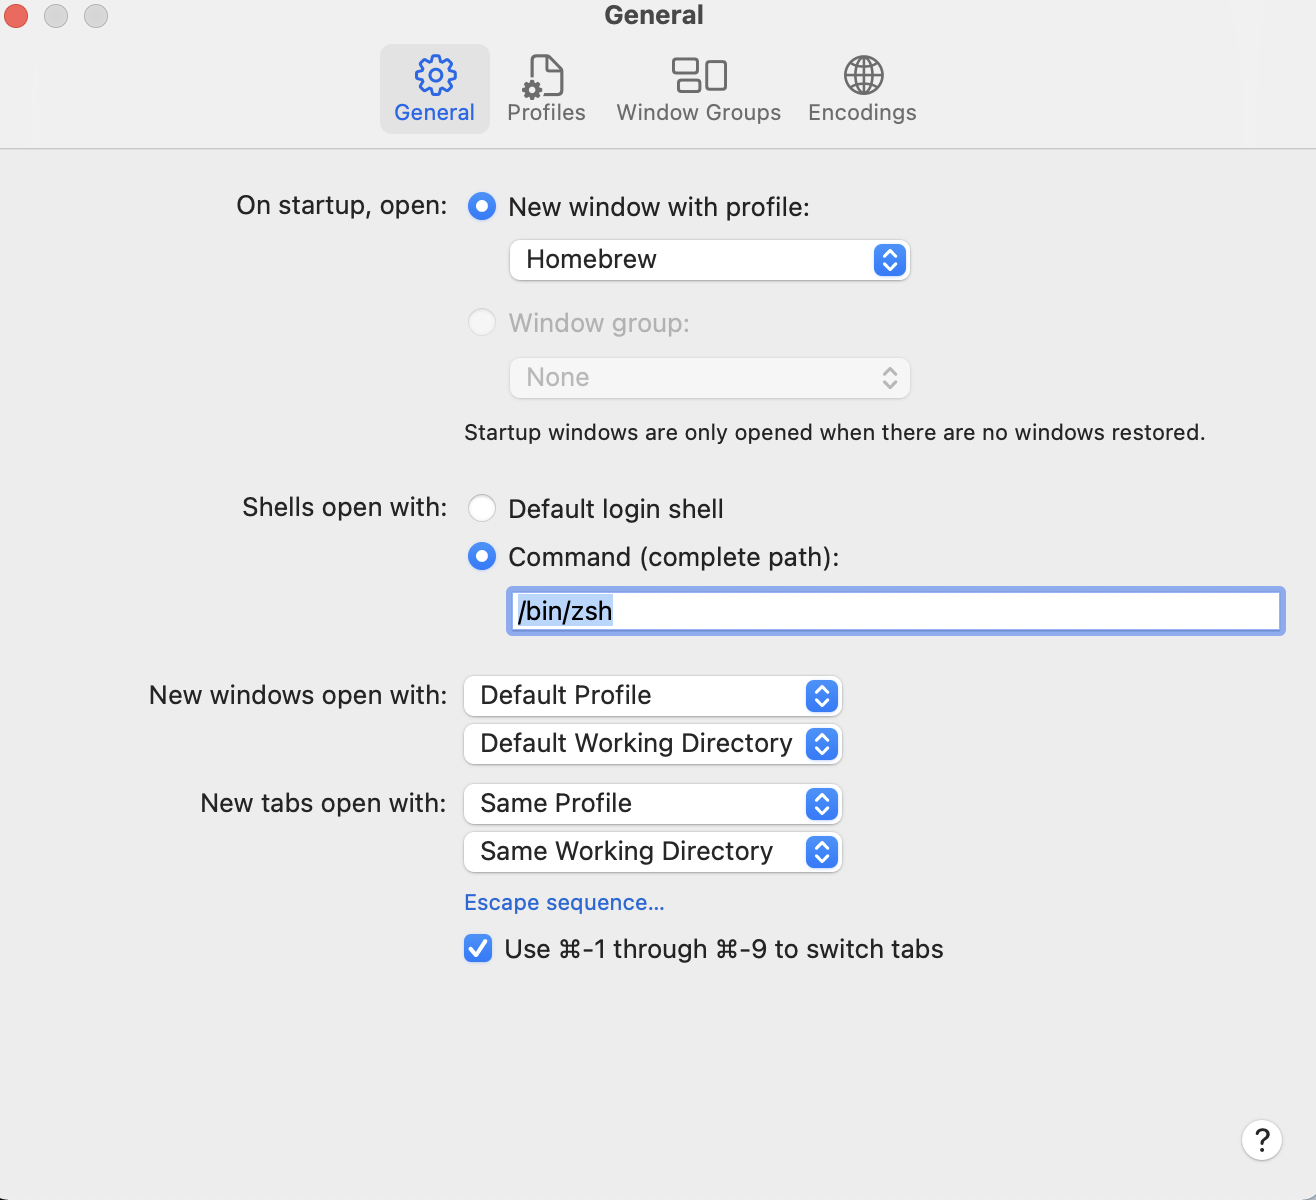 General
General Profiles Window Groups Encodings
On startup, open: New window with profile:
Homebrew
Window group:
None
Startup windows are only opened when there are no windows restored.
Shells open with: Default login shell
Command (complete path):
/bin/zsh
New windows open with: Default Profile
Default Working Directory
New tabs open with: Same Profile
Same Working Directory
Escape sequence...
Use ⌘-1 through ⌘-9 to switch tabs
?